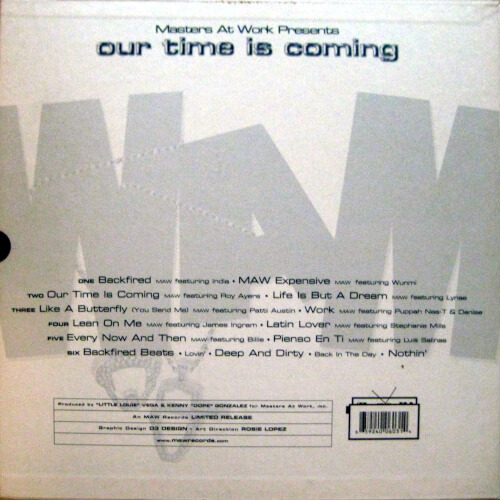 Masters At Work Presents
our time is coming
WAM
ONE Backfired MAW featuring India • MAW Expensive MAW featuring Wunmi
TWO Our Time Is Coming MAW featuring Roy Ayers • Life Is But A Dream MAW featuring Lynae
THREE Like A Butterfly (You Send Me) MAW featuring Patti Austin • Work MAW featuring Puppah Nas-T & Denise
FOUR Lean On Me MAW featuring James Ingram • Latin Lover MAW featuring Stephanie Mills
FIVE Every Now And Then MAW featuring Billie • Pienso En Ti MAW featuring Luis Salinas
SIX Backfired Beats • Lovin' • Deep And Dirty • Back In The Day • Nothin'
Produced by "LITTLE LOUIE" VEGA & KENNY "DOPE" GONZALEZ for Masters At Work, Inc.
An MAW Records LIMITED RELEASE
Graphic Design D3 DESIGN • Art Direction ROSIE LOPEZ
www.mawrecords.com